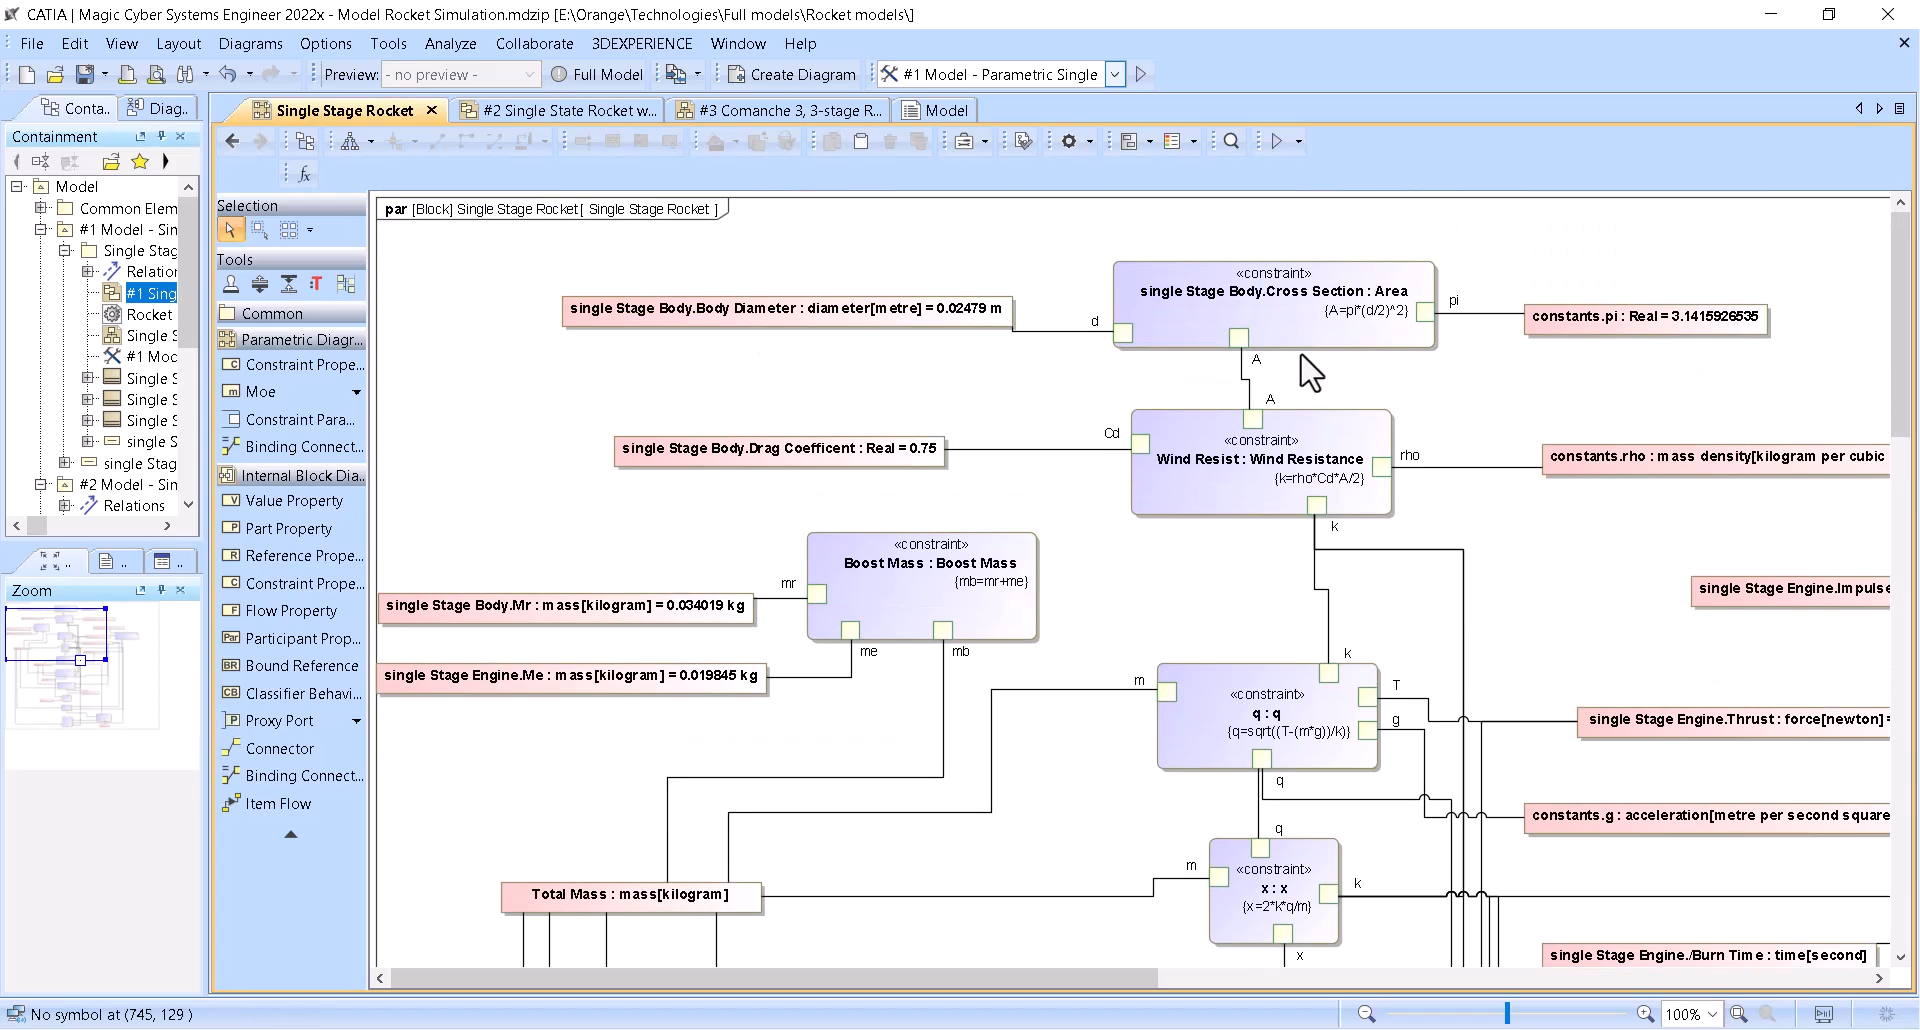 CATIA | Magic Cyber Systems Engineer 2022x - Model Rocket Simulation.mdzip [E:\Orange\Technologies\Full models\Rocket models\]
File Edit View Layout Diagrams Options Tools Analyze Collaborate 3DEXPERIENCE Window Help
Preview: - no preview - Full Model Create Diagram #1 Model - Parametric Single
Conta.. Diag..
Single Stage Rocket #2 Single State Rocket w... #3 Comanche 3, 3-stage R... Model
Containment
fx
Model
Common Elem
#1 Model - Sin
Single Stag
Relation
#1 Sing
Rocket
Single S
#1 Moc
Single S
Single S
Single S
single S
single Stag
#2 Model - Sin
Relations
Zoom
Selection
Tools
Common
Parametric Diagr...
Constraint Prope...
Moe
Constraint Para...
Binding Connect...
Internal Block Dia...
Value Property
Part Property
Reference Prope...
Constraint Prope...
Flow Property
Participant Prop...
Bound Reference
Classifier Behavi...
Proxy Port
Connector
Binding Connect...
Item Flow
par [Block] Single Stage Rocket[ Single Stage Rocket ]
«constraint»
single Stage Body.Cross Section : Area
{A=pi*(d/2)^2}
single Stage Body.Body Diameter : diameter[metre] = 0.02479 m
d
pi
constants.pi : Real = 3.1415926535
A
A
«constraint»
Wind Resist : Wind Resistance
{k=rho*Cd*A/2}
single Stage Body.Drag Coefficent : Real = 0.75
Cd
rho
constants.rho : mass density[kilogram per cubic
k
«constraint»
Boost Mass : Boost Mass
{mb=mr+me}
mr
single Stage Body.Mr : mass[kilogram] = 0.034019 kg
me
mb
single Stage Engine.Me : mass[kilogram] = 0.019845 kg
single Stage Engine.Impulse
k
m
«constraint»
q : q
{q=sqrt((T-(m*g))/k)}
T
g
single Stage Engine.Thrust : force[newton] =
q
constants.g : acceleration[metre per second square
q
m
«constraint»
x : x
{x=2*k*q/m}
k
Total Mass : mass[kilogram]
x
single Stage Engine./Burn Time : time[second]
No symbol at (745, 129 )
100%